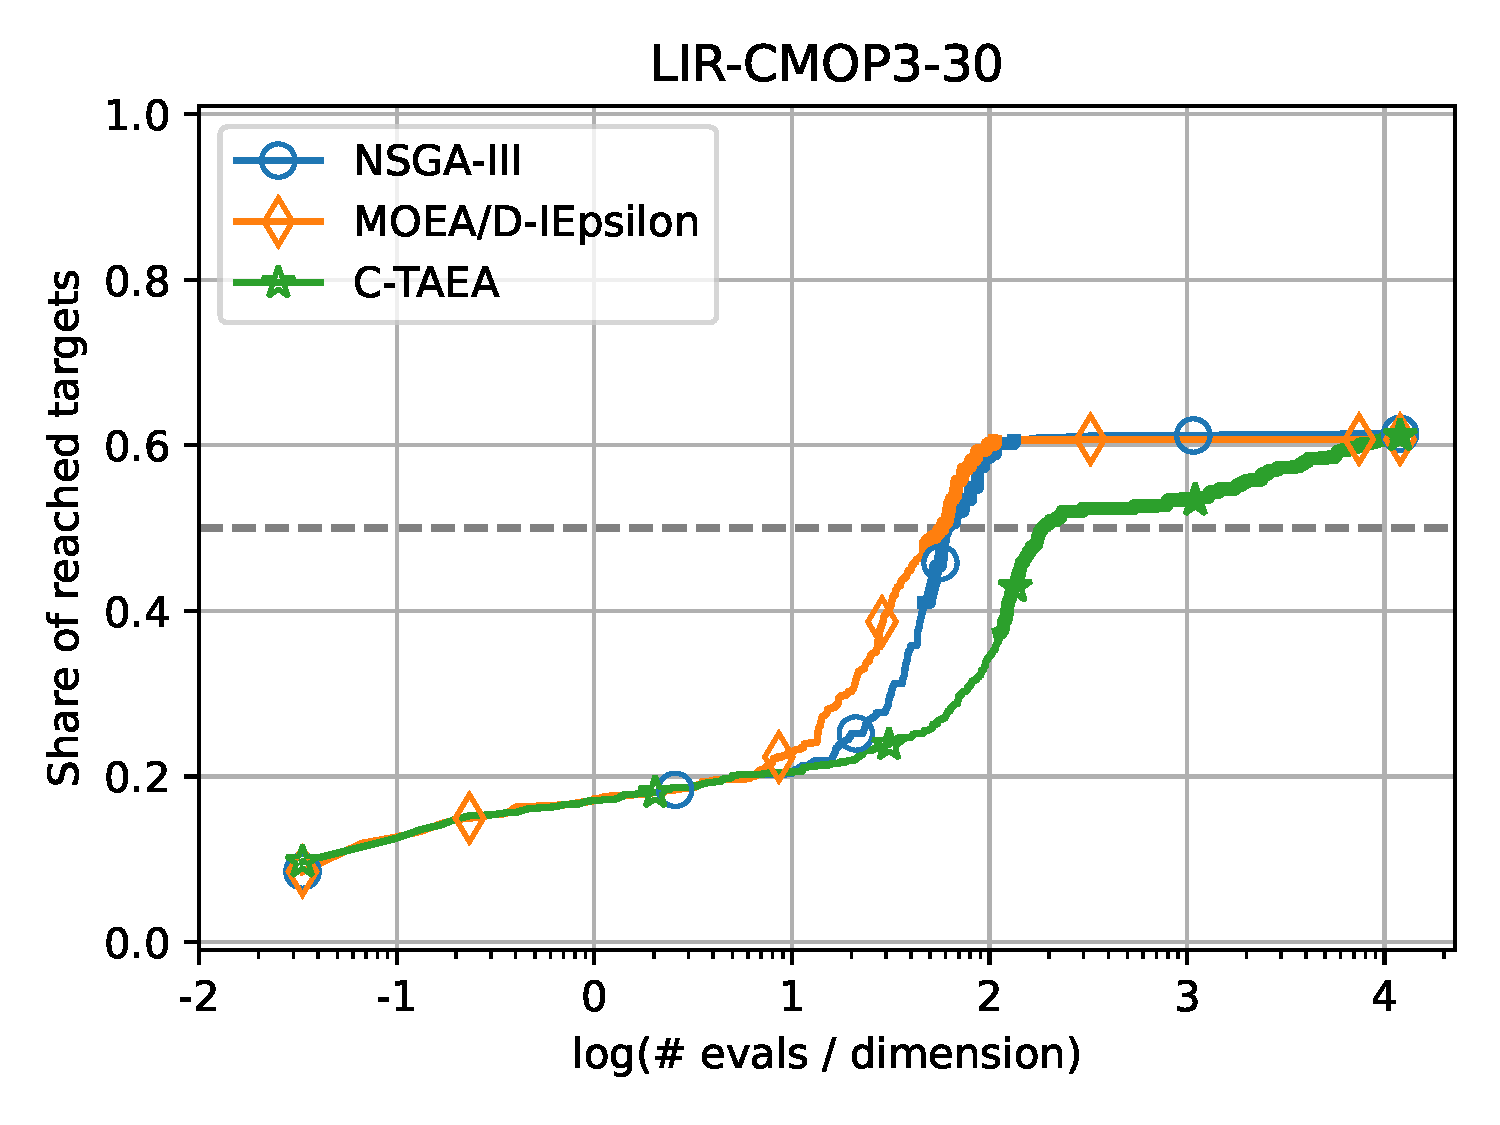 LIR-CMOP3-30
NSGA-III
MOEA/D-IEpsilon
C-TAEA
Share of reached targets
1.0
0.8
0.6
0.4
0.2
0.0
-2 -1 0 1 2 3 4
log(# evals / dimension)